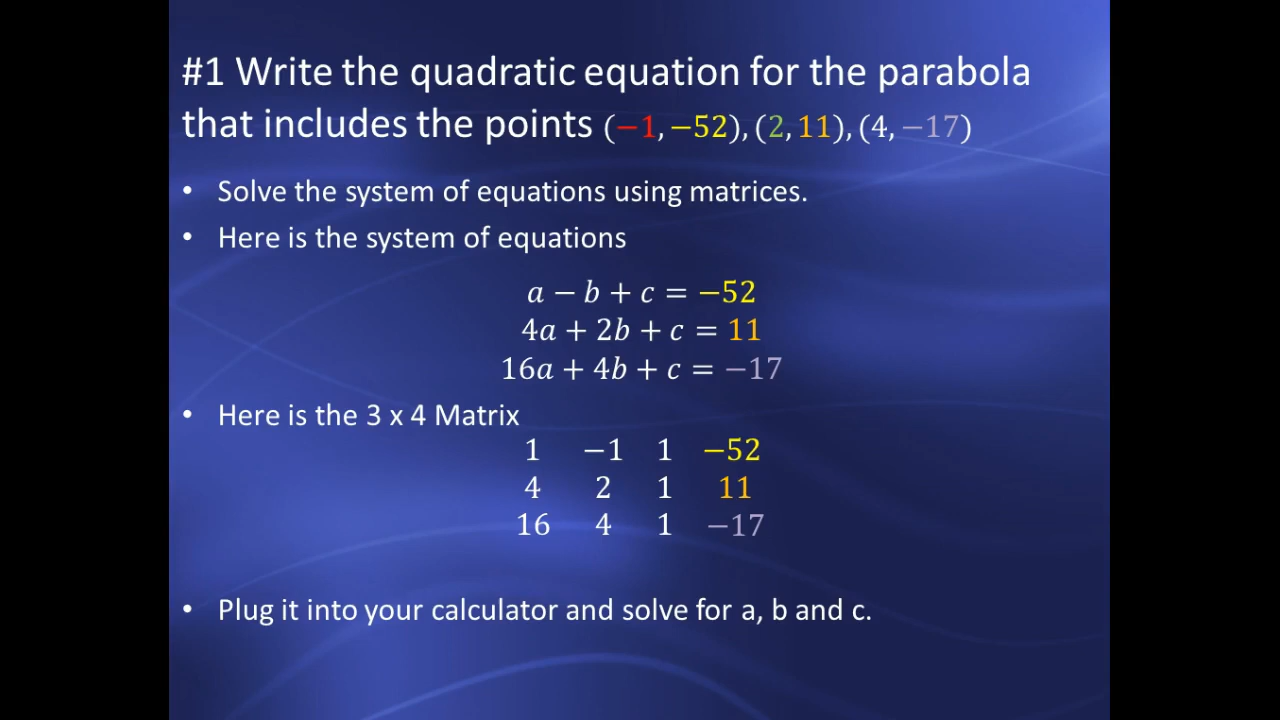 #1 Write the quadratic equation for the parabola
that includes the points (−1, −52), (2, 11), (4, −17)
• Solve the system of equations using matrices.
• Here is the system of equations
a − b + c = −52
4a + 2b + c = 11
16a + 4b + c = −17
• Here is the 3 x 4 Matrix
1 −1 1 −52
4 2 1 11
16 4 1 −17
• Plug it into your calculator and solve for a, b and c.